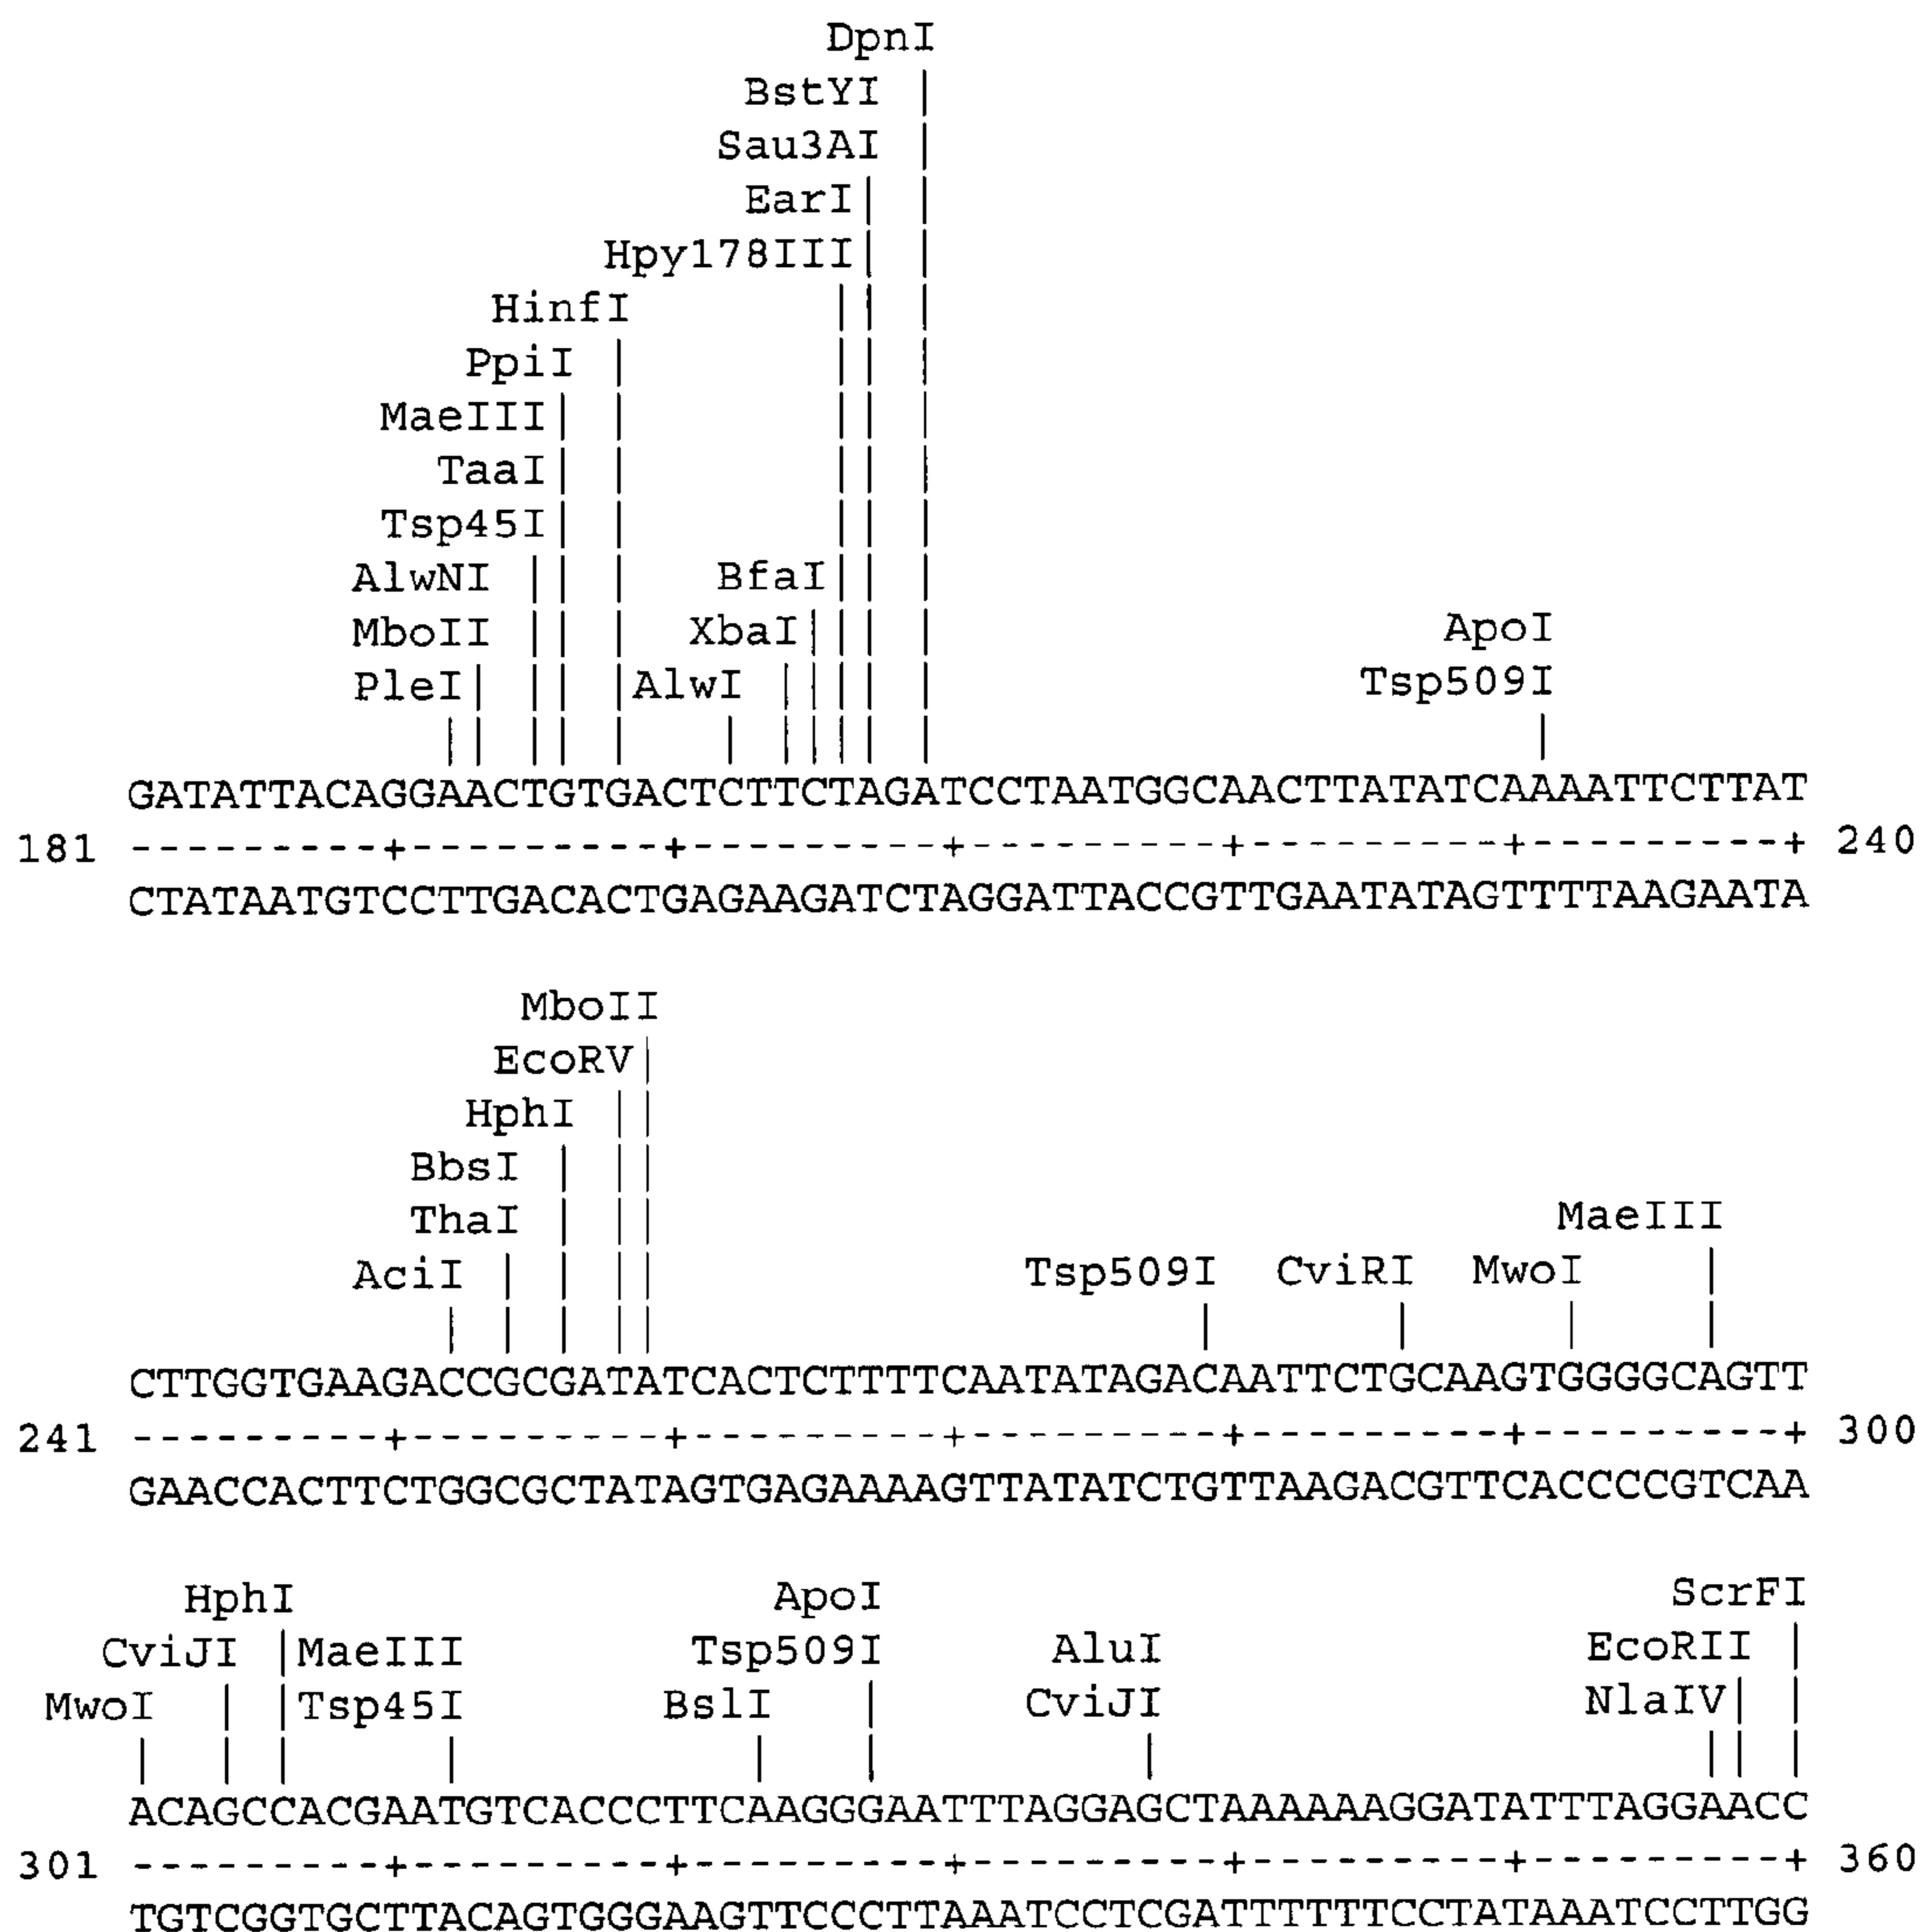 DpnI
BstYI
Sau3AI
EarI
Hpy178III
HinfI
PpiI
MaeIII
TaaI
Tsp45I
AlwNI BfaI
MboII XbaI ApoI
PleI AlwI Tsp509I
GATATTACAGGAACTGTGACTCTTCTAGATCCTAATGGCAACTTATATCAAAATTCTTAT
181 ---------+---------+---------+---------+---------+---------+ 240
CTATAATGTCCTTGACACTGAGAAGATCTAGGATTACCGTTGAATATAGTTTTAAGAATA
MboII
EcoRV
HphI
BbsI
ThaI MaeIII
AciI Tsp509I CviRI MwoI
CTTGGTGAAGACCGCGATATCACTCTTTTCAATATAGACAATTCTGCAAGTGGGGCAGTT
241 ---------+---------+---------+---------+---------+---------+ 300
GAACCACTTCTGGCGCTATAGTGAGAAAAGTTATATCTGTTAAGACGTTCACCCCGTCAA
HphI ApoI ScrFI
CviJI MaeIII Tsp509I AluI EcoRII
MwoI Tsp45I BslI CviJI NlaIV
ACAGCCACGAATGTCACCCTTCAAGGGAATTTAGGAGCTAAAAAAGGATATTTAGGAACC
301 ---------+---------+---------+---------+---------+---------+ 360
TGTCGGTGCTTACAGTGGGAAGTTCCCTTAAATCCTCGATTTTTTCCTATAAATCCTTGG